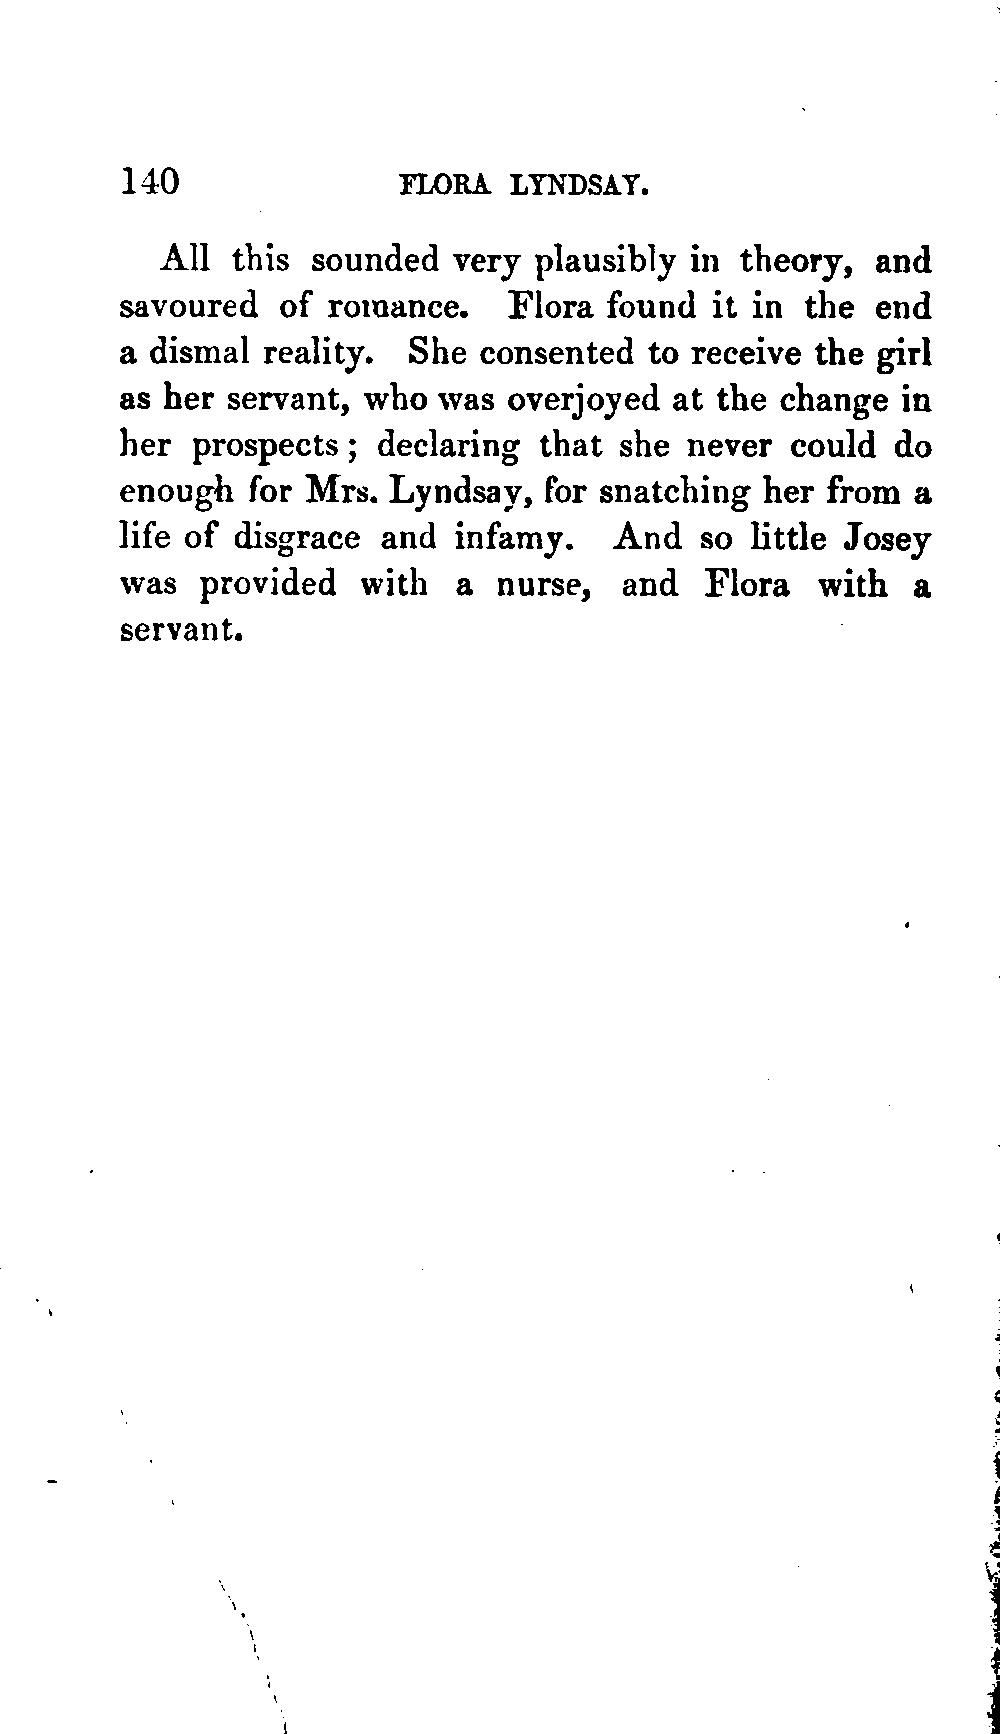 140 FLORA LYNDSAY.
All this sounded very plausibly in theory, and
savoured of romance. Flora found it in the end
a dismal reality. She consented to receive the girl
as her servant, who was overjoyed at the change in
her prospects; declaring that she never could do
enough for Mrs. Lyndsay, for snatching her from a
life of disgrace and infamy. And so little Josey
was provided with a nurse, and Flora with a
servant.